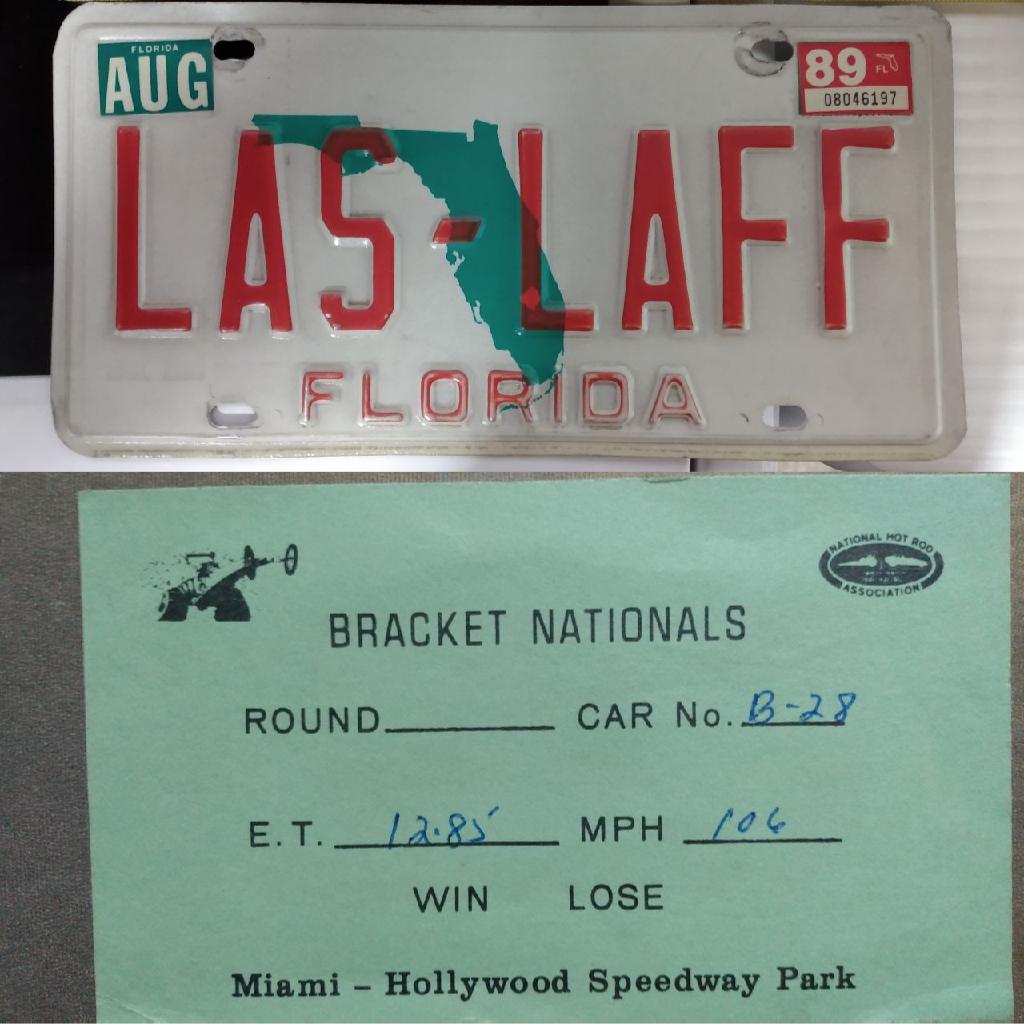 FLORIDA
AUG
89
FL
08046197
LAS-LAFF
FLORIDA
NATIONAL HOT ROD
ASSOCIATION
BRACKET NATIONALS
ROUND CAR No. B-28
E.T. 12.85 MPH 106
WIN LOSE
Miami - Hollywood Speedway Park